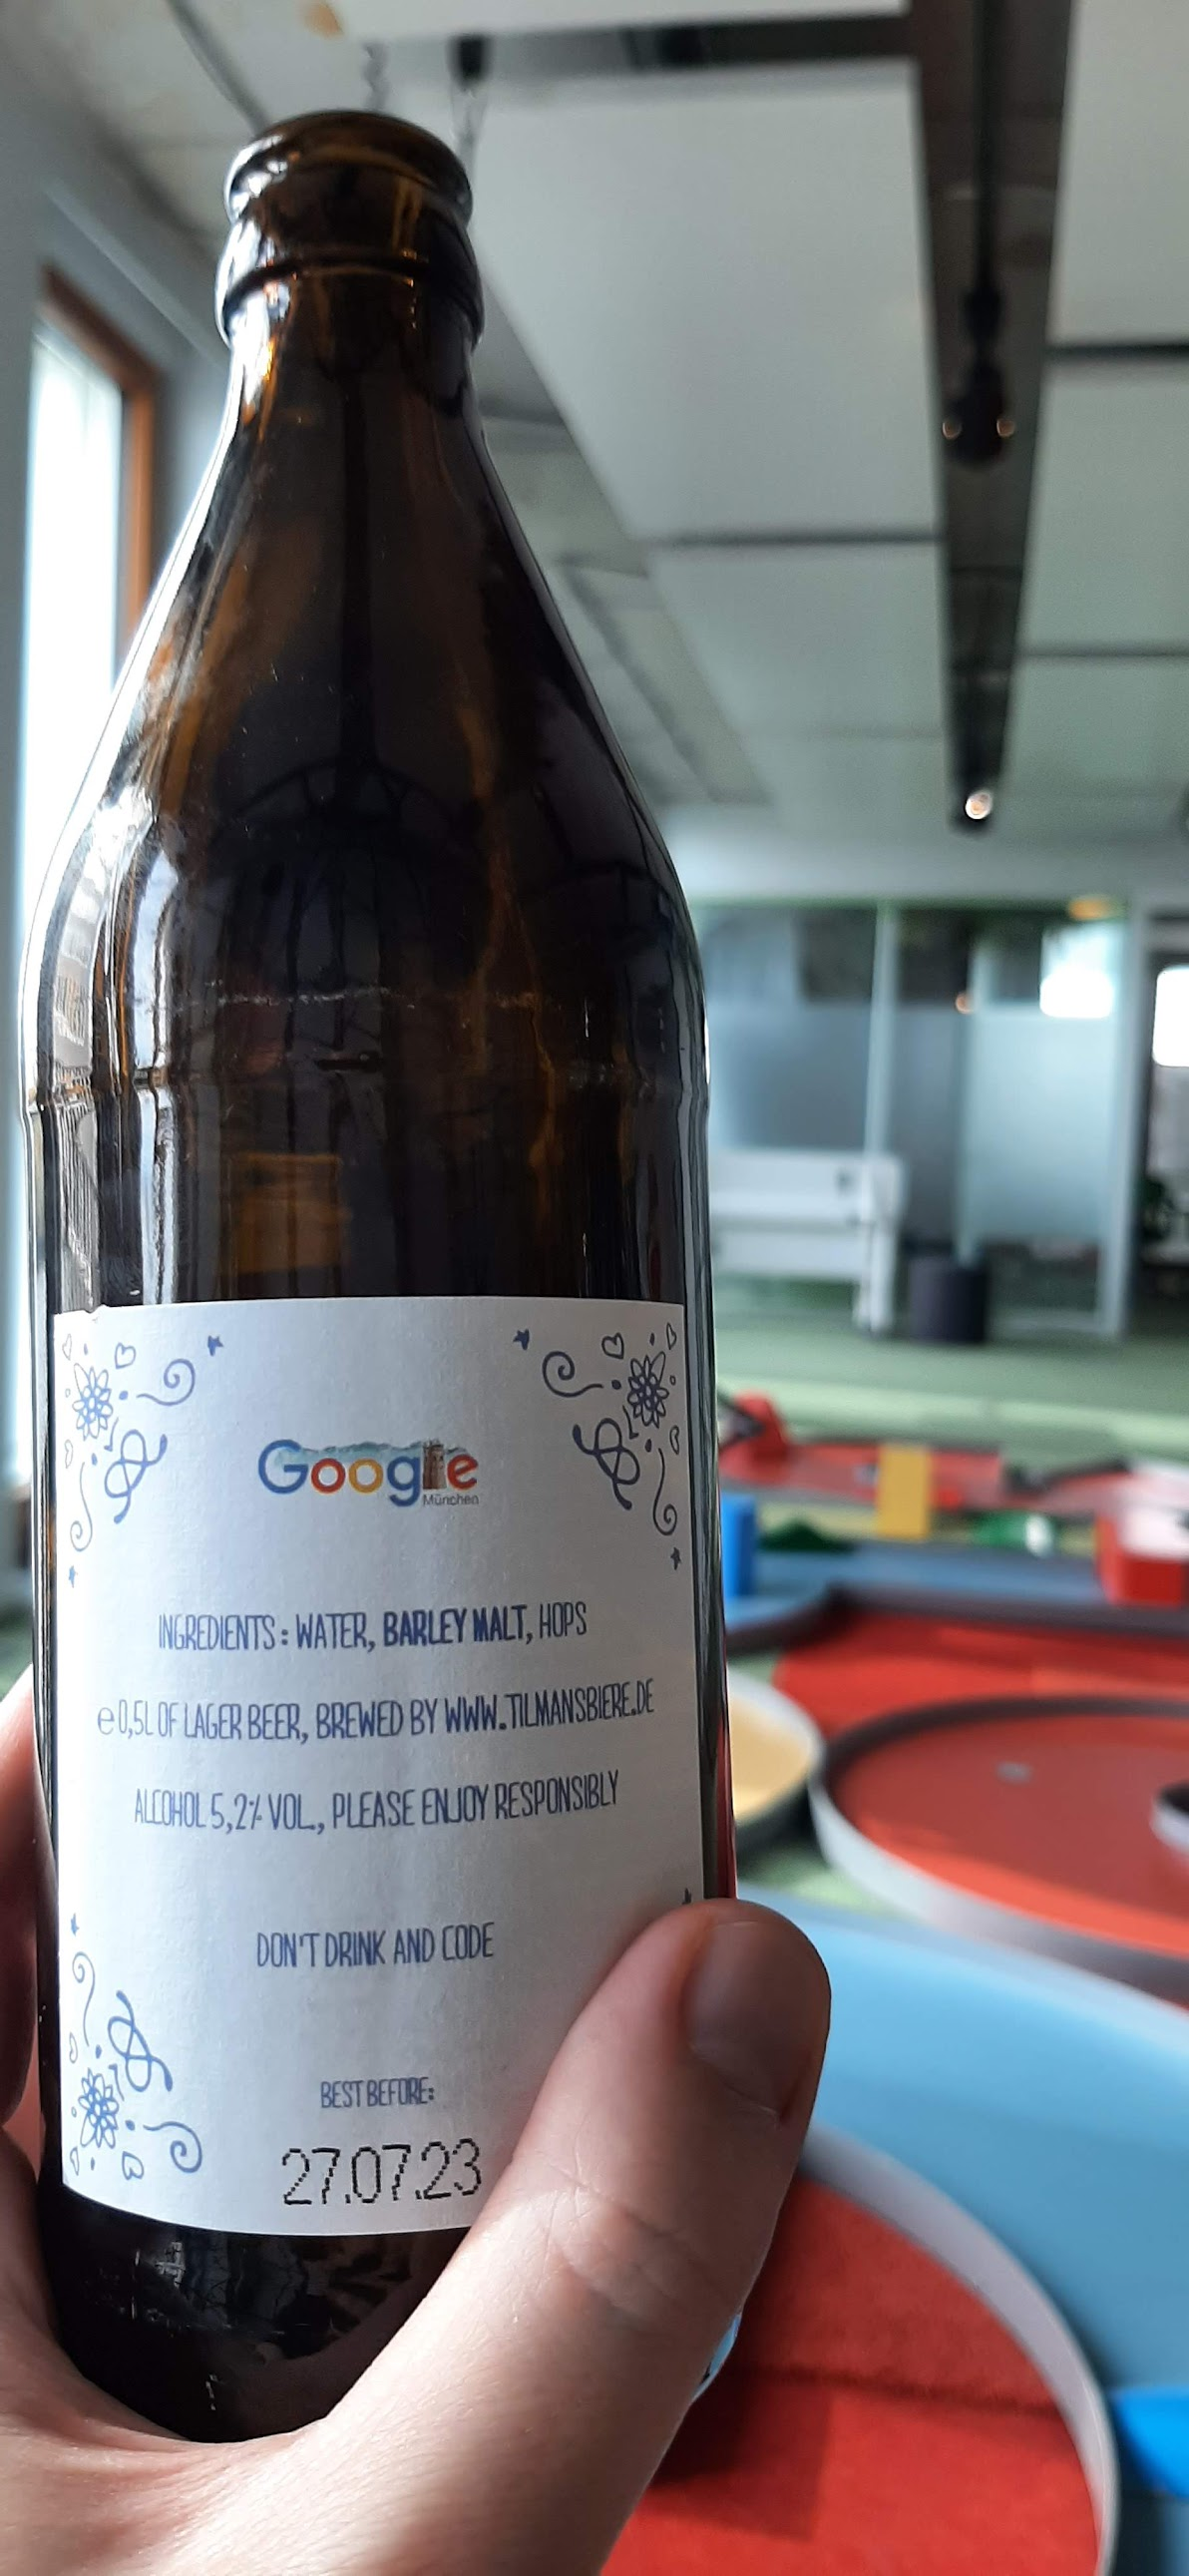 Google
München
INGREDIENTS: WATER, BARLEY MALT, HOPS
℮ 0,5L OF LAGER BEER, BREWED BY WWW.TILMANSBIERE.DE
ALCOHOL 5,2% VOL., PLEASE ENJOY RESPONSIBLY
DON'T DRINK AND CODE
BEST BEFORE:
27.07.23